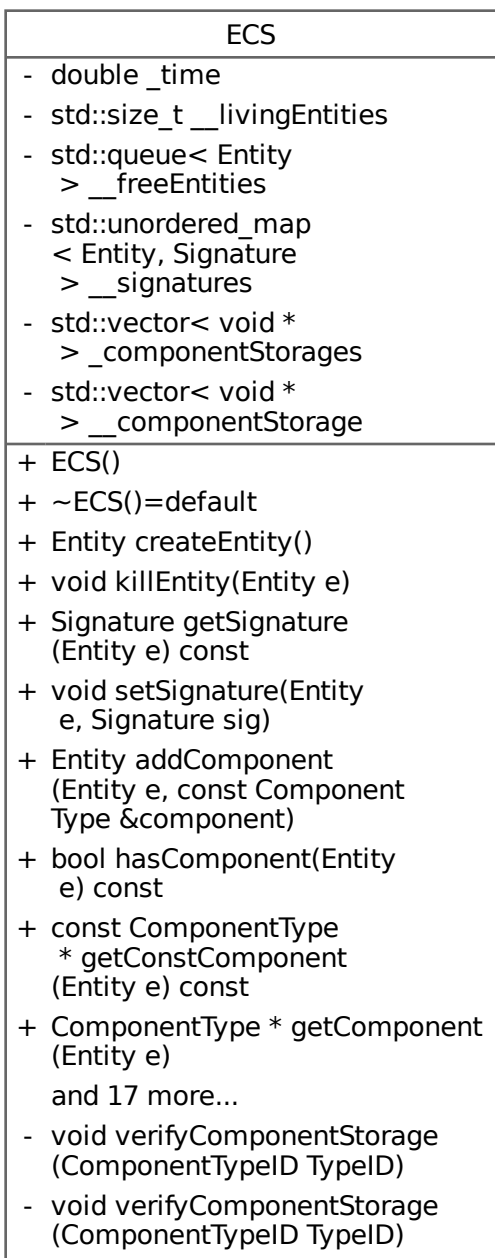 ECS
- double _time
- std::size_t __livingEntities
- std::queue< Entity
> __freeEntities
- std::unordered_map
< Entity, Signature
> __signatures
- std::vector< void *
> _componentStorages
- std::vector< void *
> __componentStorage
+ ECS()
+ ~ECS()=default
+ Entity createEntity()
+ void killEntity(Entity e)
+ Signature getSignature
(Entity e) const
+ void setSignature(Entity
e, Signature sig)
+ Entity addComponent
(Entity e, const Component
Type &component)
+ bool hasComponent(Entity
e) const
+ const ComponentType
* getConstComponent
(Entity e) const
+ ComponentType * getComponent
(Entity e)
and 17 more...
- void verifyComponentStorage
(ComponentTypeID TypeID)
- void verifyComponentStorage
(ComponentTypeID TypeID)